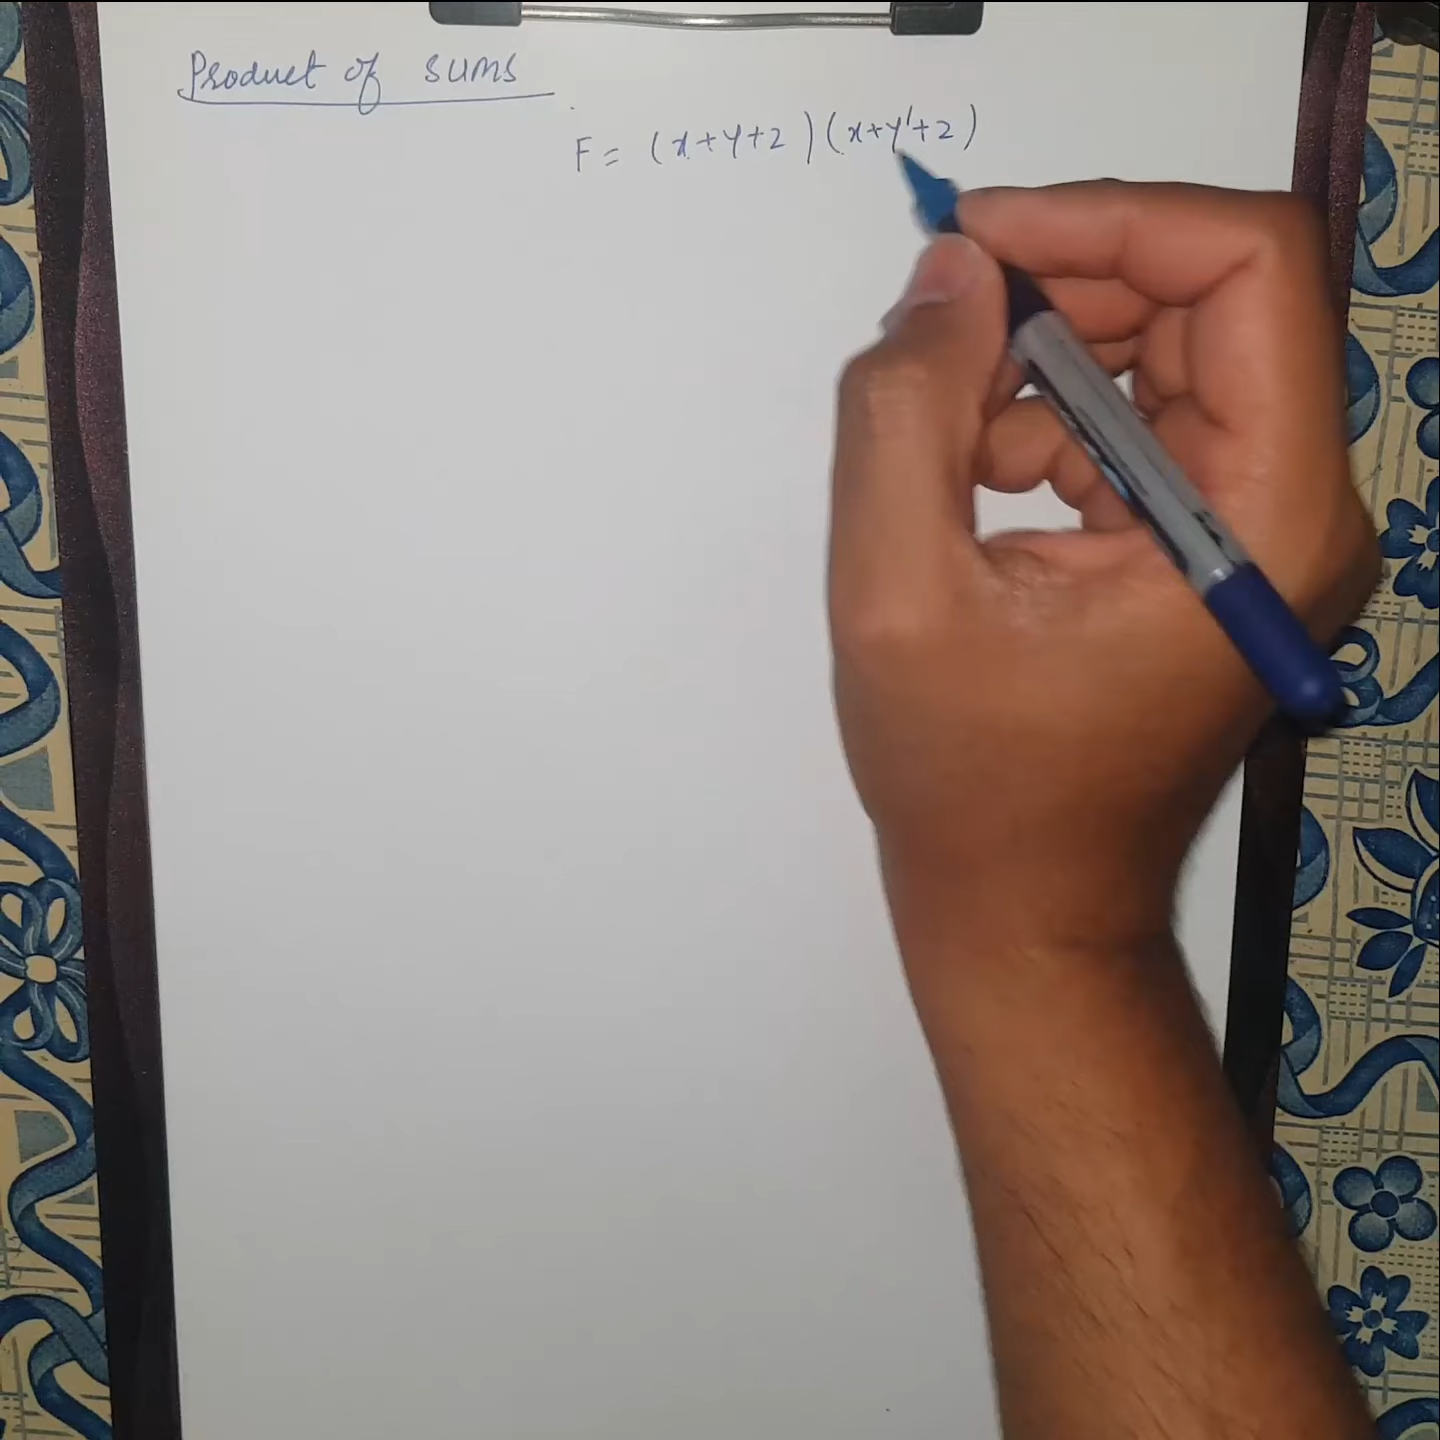 Product of sums
F = (x+y+z)(x+y'+z)